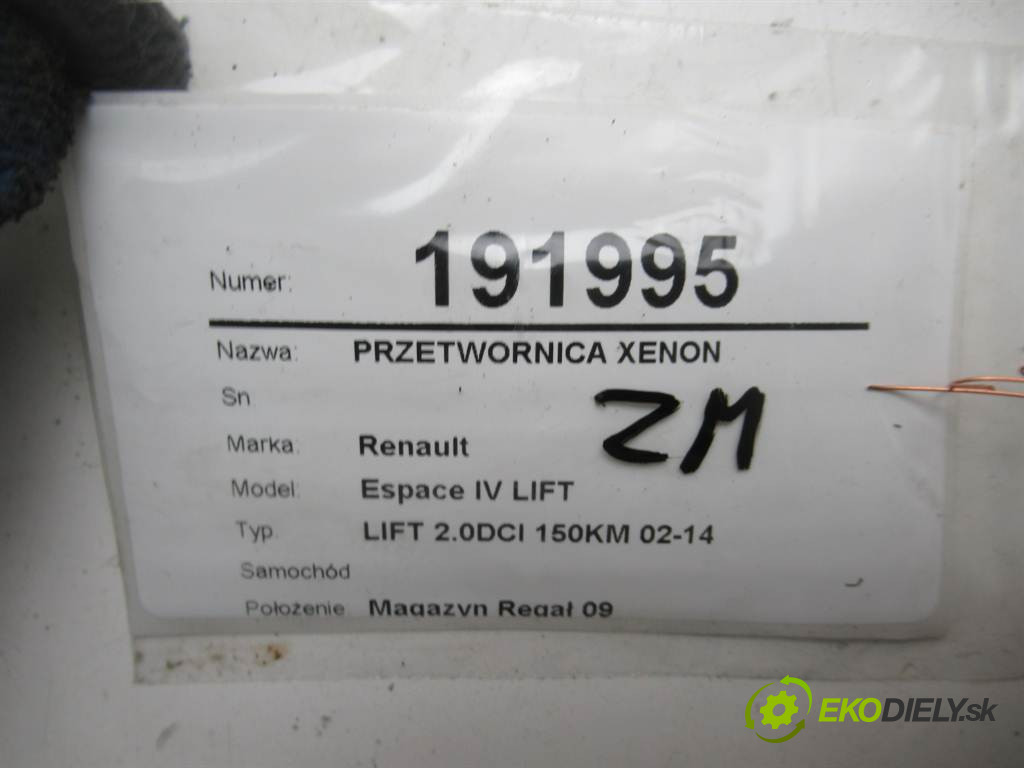 Numer: 191995
Nazwa: PRZETWORNICA XENON
Sn
ZM
Marka: Renault
Model: Espace IV LIFT
Typ: LIFT 2.0DCI 150KM 02-14
Samochód
Położenie Magazyn Regał 09
EKODIELY.sk